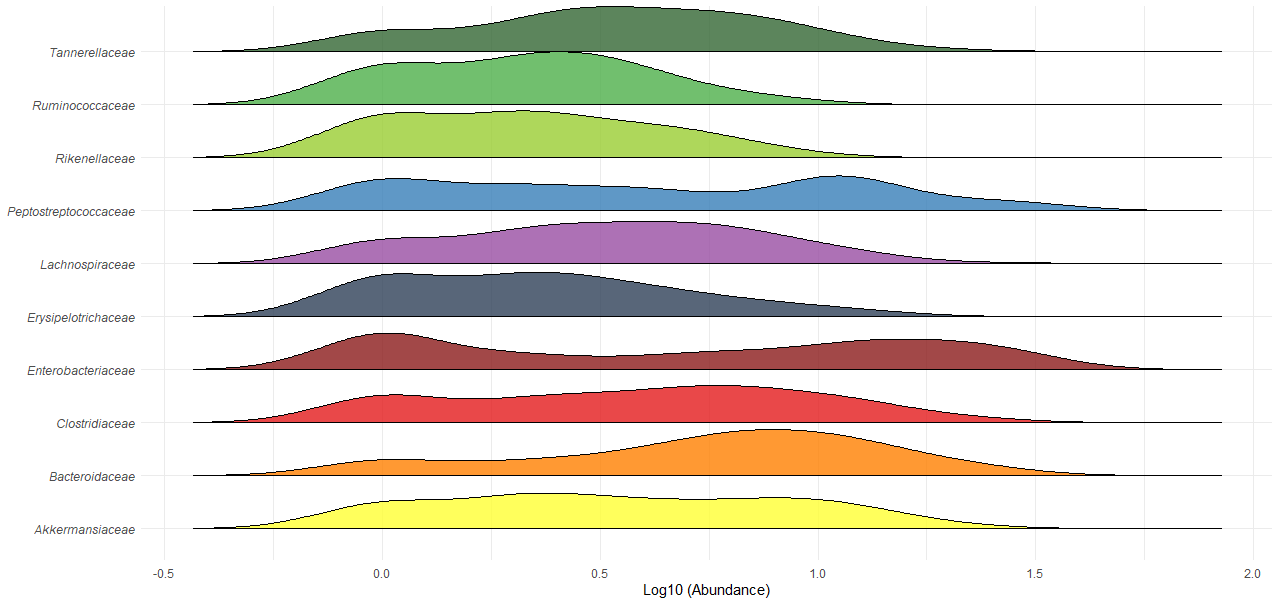 Tannerellaceae
Ruminococcaceae
Rikenellaceae
Peptostreptococcaceae
Lachnospiraceae
Erysipelotrichaceae
Enterobacteriaceae
Clostridiaceae
Bacteroidaceae
Akkermansiaceae
-0.5 0.0 0.5 1.0 1.5 2.0
Log10 (Abundance)